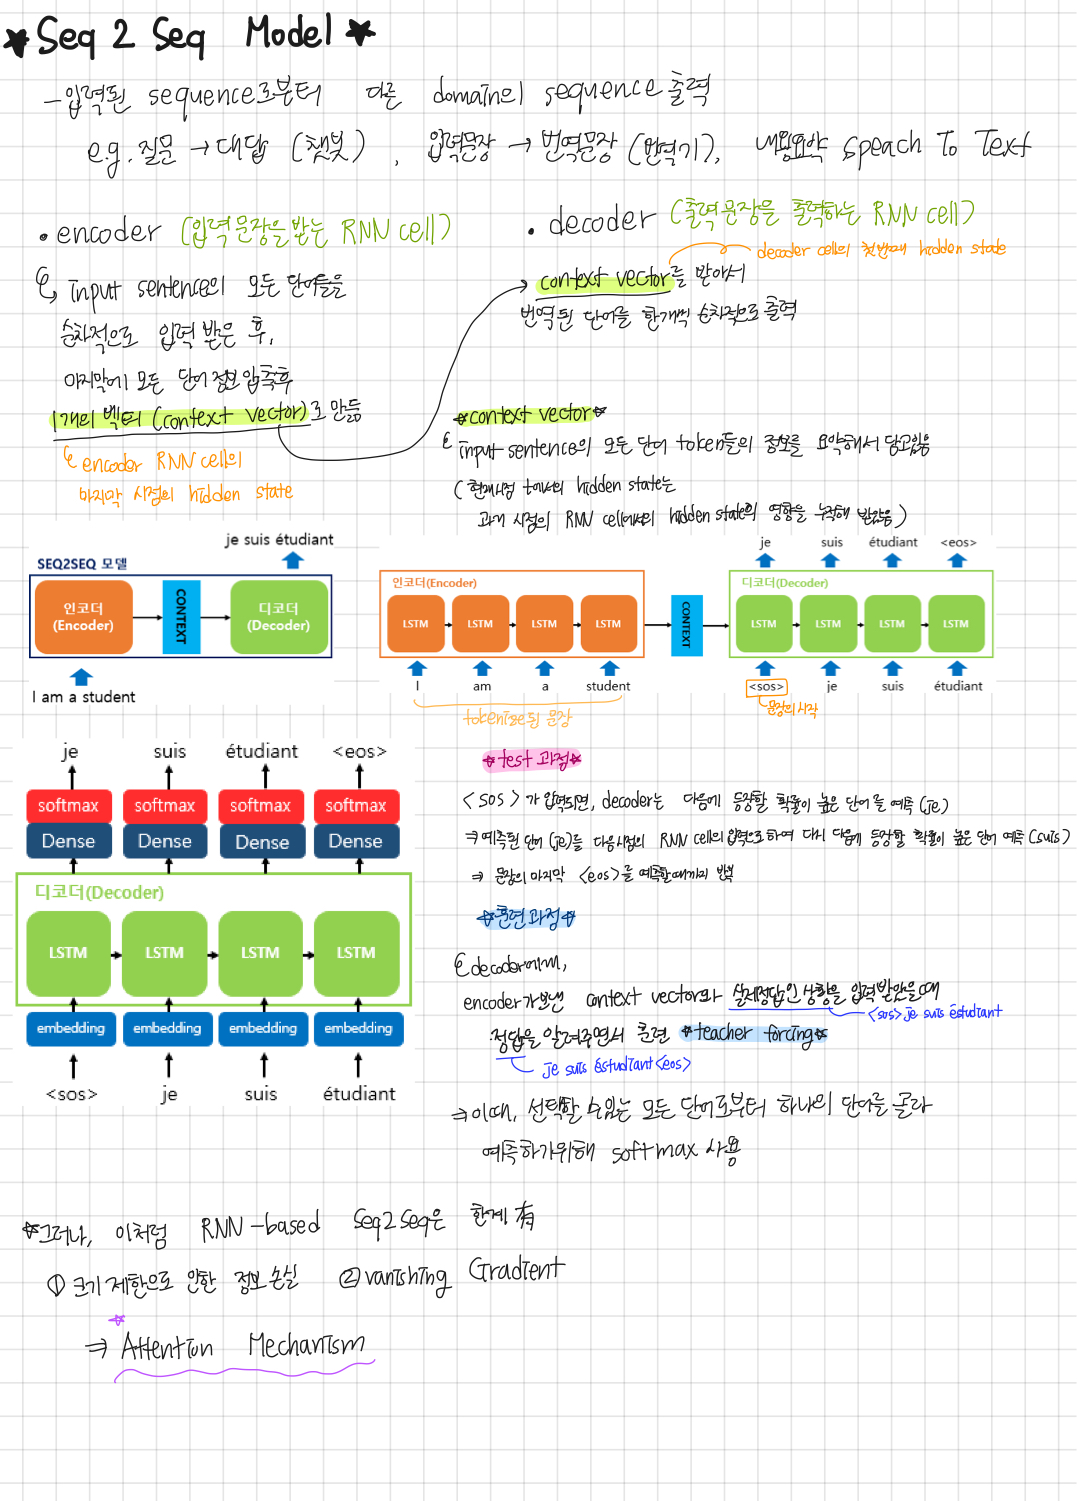 ★ Seq 2 Seq Model ★
- 입력된 sequence로부터 다른 domain의 sequence 출력
e.g. 질문 → 대답 (챗봇), 입력문장 → 번역문장 (번역기), 내용요약 speach To Text
• encoder (입력문장을 받는 RNN cell)
input sentence의 모든 단어들을
순차적으로 입력 받은 후,
마지막에 모든 단어 정보 압축후
1개의 벡터 (context vector)로 만듦
encoder RNN cell의
마지막 시점의 hidden state
• decoder (출력문장을 출력하는 RNN cell)
decoder cell의 첫번째 hidden state
context vector를 받아서
번역된 단어를 한개씩 순차적으로 출력
★context vector★
input sentence의 모든 단어 token들의 정보를 요약해서 담고있음
(현재시점 t에서의 hidden state는
과거 시점의 RNN cell에서의 hidden state의 영향을 누적해 받았음)
je suis étudiant
SEQ2SEQ 모델
인코더
(Encoder)
CONTEXT
디코더
(Decoder)
I am a student
je suis étudiant <eos>
인코더(Encoder)
디코더(Decoder)
LSTM LSTM LSTM LSTM
CONTEXT
LSTM LSTM LSTM LSTM
I am a student
<sos> je suis étudiant
tokenize된 문장
문장의 시작
je suis étudiant <eos>
softmax softmax softmax softmax
Dense Dense Dense Dense
디코더(Decoder)
LSTM LSTM LSTM LSTM
embedding embedding embedding embedding
<sos> je suis étudiant
★test 과정★
<sos>가 입력되면, decoder는 다음에 등장할 확률이 높은 단어를 예측 (je)
⇒ 예측된 단어 (je)를 다음시점의 RNN cell의 입력으로하여 다시 다음에 등장할 확률이 높은 단어 예측 (suis)
⇒ 문장의 마지막 <eos>를 예측할때까지 반복
★훈련과정★
decoder에게,
encoder가 보낸 context vector와 실제정답인 상황을 입력받았을때
<sos> je suis éstudiant
정답을 알려주면서 훈련 ★teacher forcing★
je suis éstudiant <eos>
⇒ 이때, 선택할 수있는 모든 단어로부터 하나의 단어를 골라
예측하기위해 softmax 사용
★그러나, 이처럼 RNN-based Seq2Seq은 한계 有
① 크기 제한으로 인한 정보 손실 ② vanishing Gradient
★
⇒ Attention Mechanism